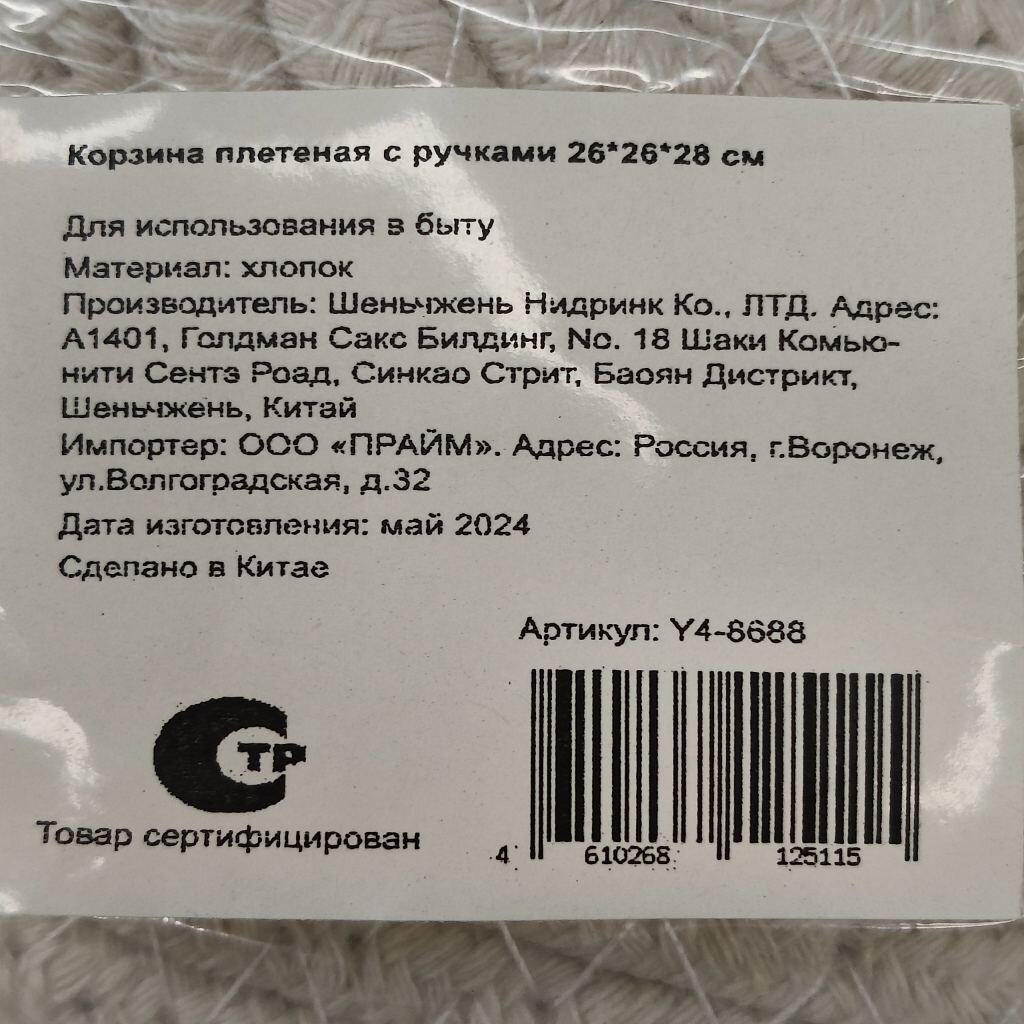 Корзина плетеная с ручками 26*26*28 см
Для использования в быту
Материал: хлопок
Производитель: Шеньчжень Нидринк Ко., ЛТД. Адрес:
А1401, Голдман Сакс Билдинг, No. 18 Шаки Комью-
нити Сентэ Роад, Синкао Стрит, Баоян Дистрикт,
Шеньчжень, Китай
Импортер: ООО «ПРАЙМ». Адрес: Россия, г.Воронеж,
ул.Волгоградская, д.32
Дата изготовления: май 2024
Сделано в Китае
Артикул: Y4-8688
ТР
Товар сертифицирован
4 610268 125115